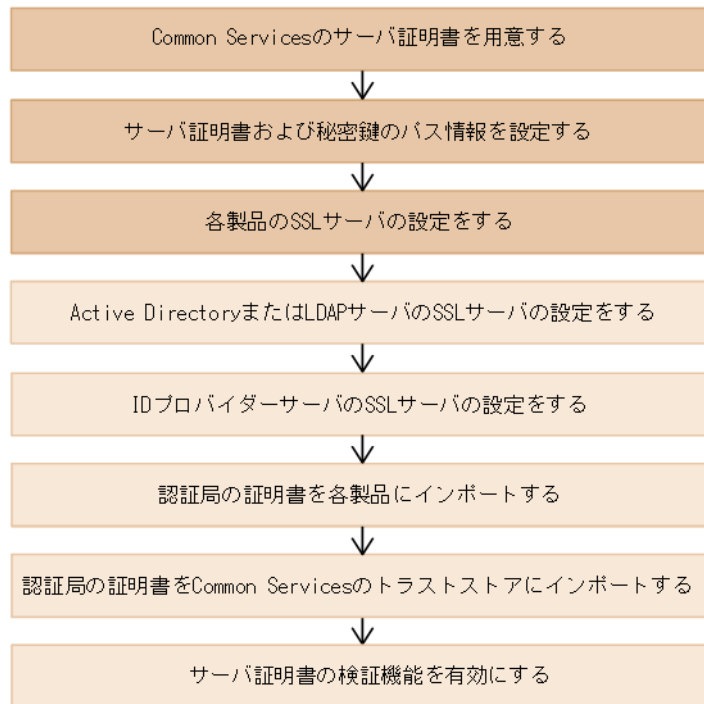 Common Servicesのサーバ証明書を用意する
サーバ証明書および秘密鍵のパス情報を設定する
各製品のSSLサーバの設定をする
Active DirectoryまたはLDAPサーバのSSLサーバの設定をする
IDプロバイダーサーバのSSLサーバの設定をする
認証局の証明書を各製品にインポートする
認証局の証明書をCommon Servicesのトラストストアにインポートする
サーバ証明書の検証機能を有効にする